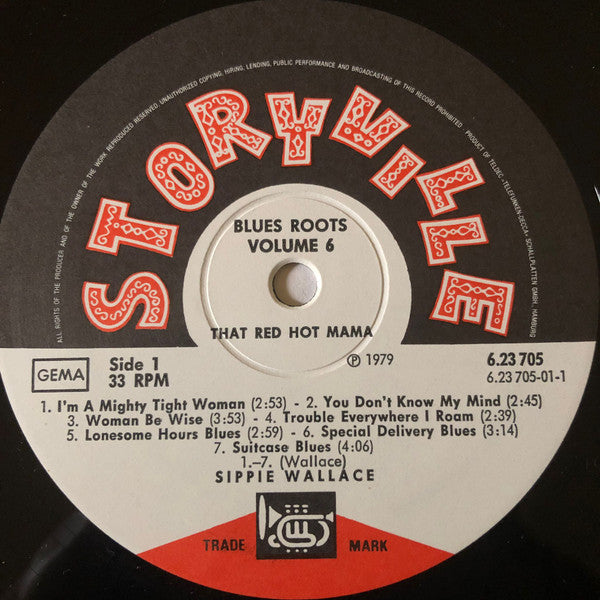 ALL RIGHTS OF THE PRODUCER AND OF THE OWNER OF THE WORK REPRODUCED RESERVED. UNAUTHORIZED COPYING, HIRING, LENDING, PUBLIC PERFORMANCE AND BROADCASTING OF THIS RECORD PROHIBITED · PRODUCT OF TELDEC »TELEFUNKEN-DECCA« SCHALLPLATTEN GMBH, HAMBURG
STORYVILLE
BLUES ROOTS
VOLUME 6
THAT RED HOT MAMA
℗ 1979
GEMA
Side 1
33 RPM
6.23 705
6.23 705-01-1
1. I'm A Mighty Tight Woman (2:53) - 2. You Don't Know My Mind (2:45)
3. Woman Be Wise (3:53) - 4. Trouble Everywhere I Roam (2:39)
5. Lonesome Hours Blues (2:59) - 6. Special Delivery Blues (3:14)
7. Suitcase Blues (4:06)
1.–7. (Wallace)
SIPPIE WALLACE
TRADE MARK